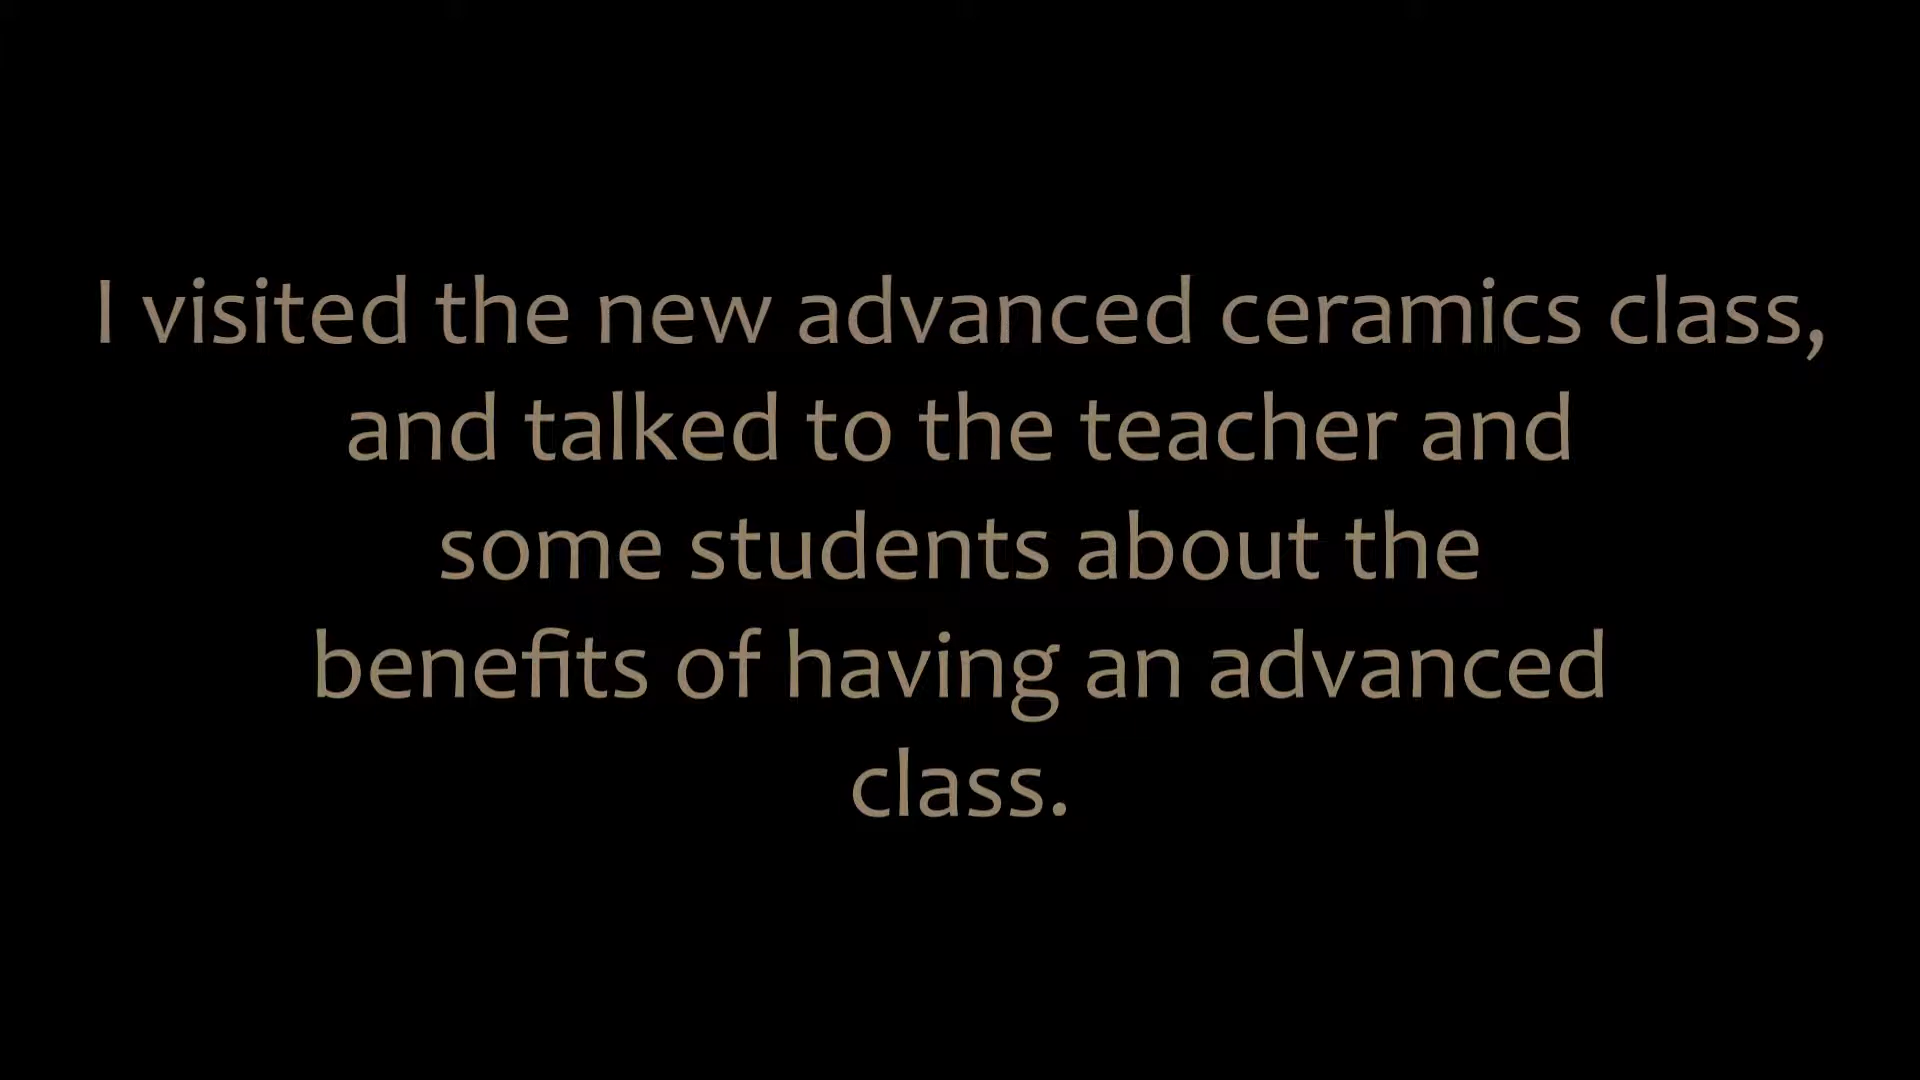 I visited the new advanced ceramics class,
and talked to the teacher and
some students about the
benefits of having an advanced
class.